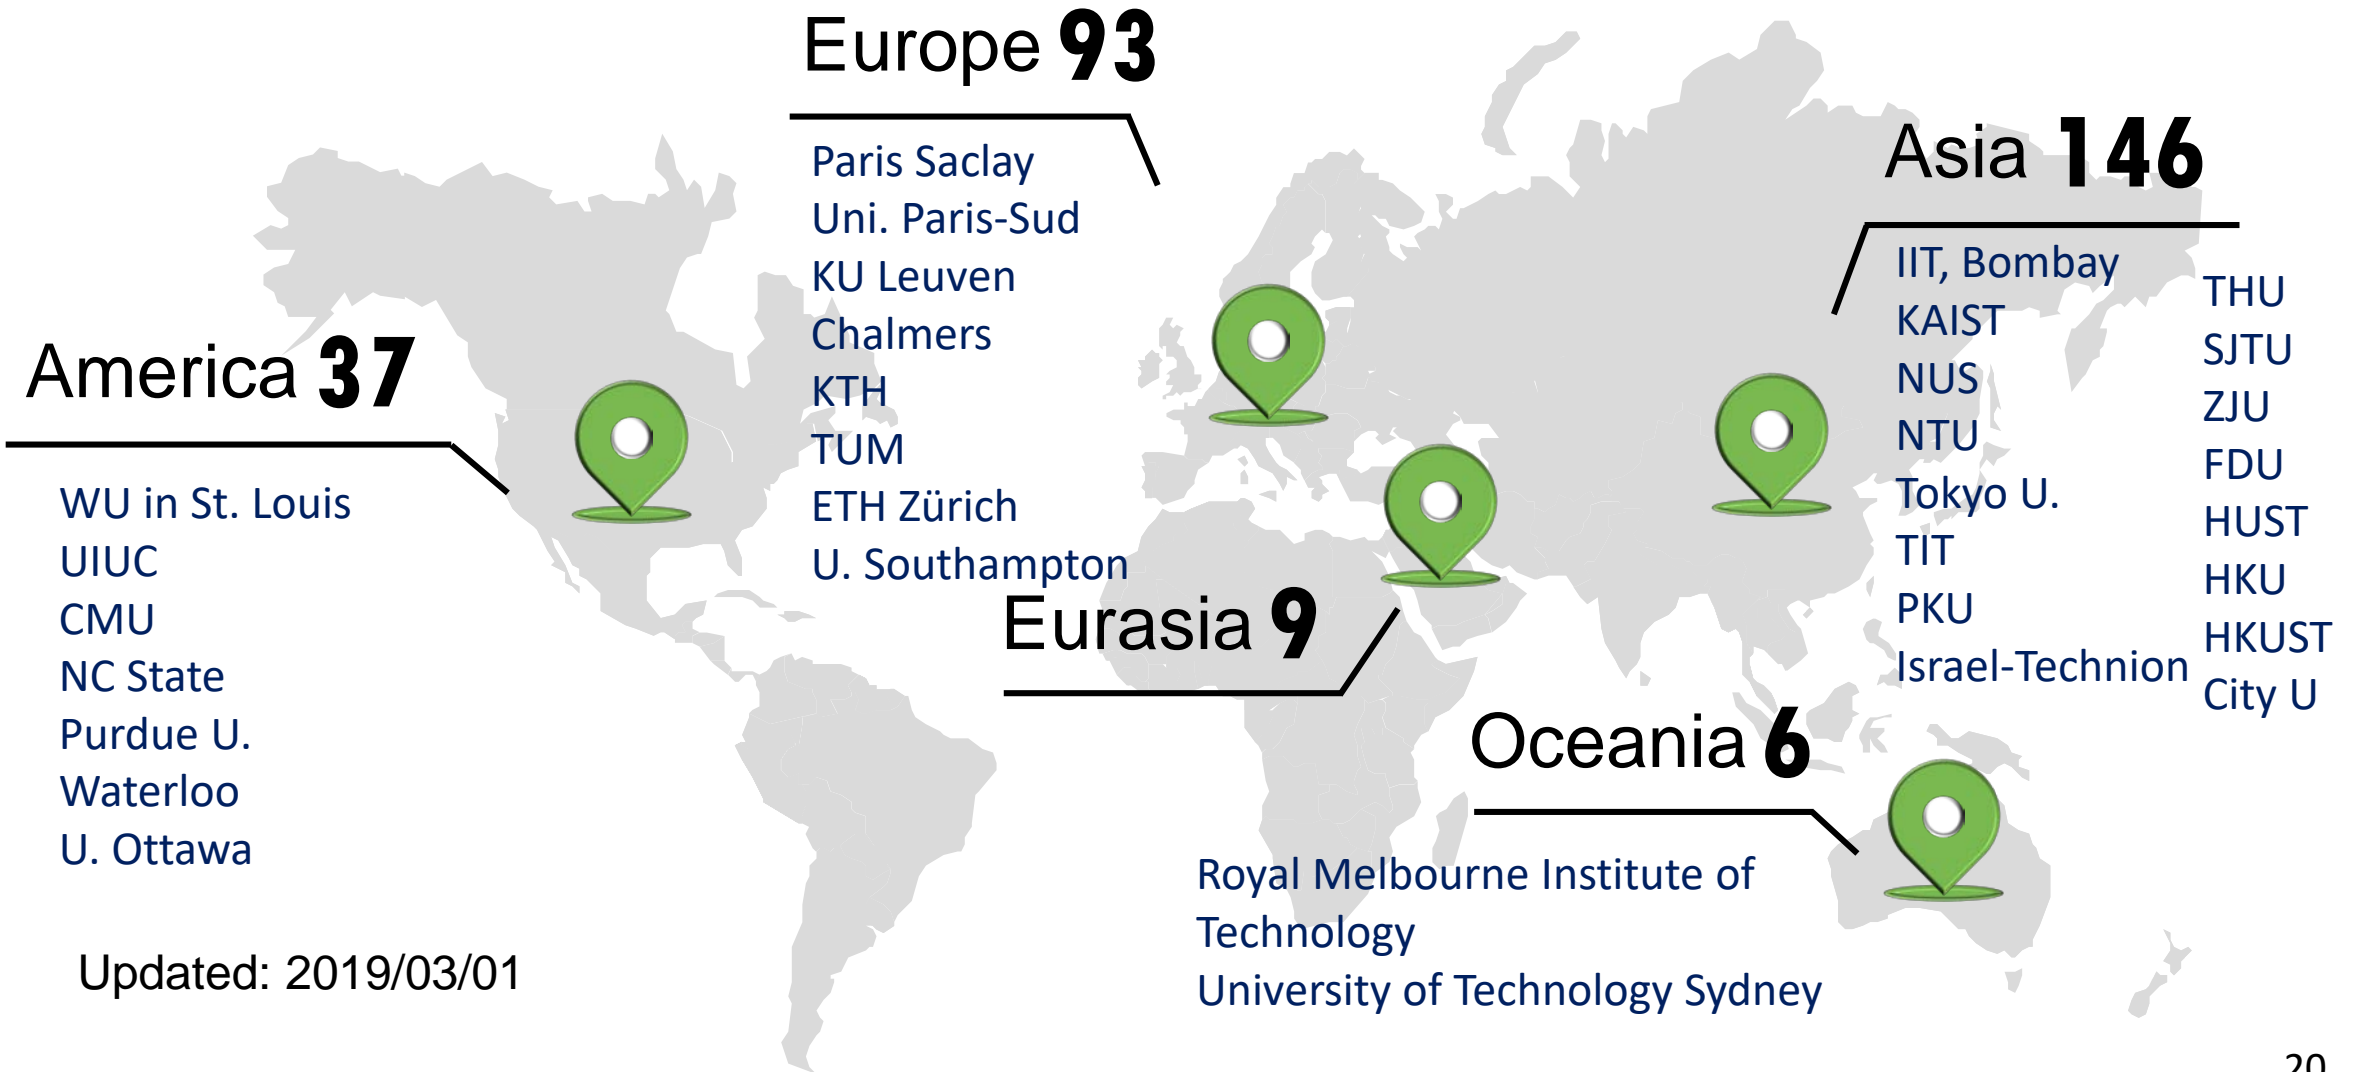 Europe 93
Paris Saclay
Uni. Paris-Sud
KU Leuven
Chalmers
KTH
TUM
ETH Zürich
U. Southampton
Asia 146
IIT, Bombay
KAIST
NUS
NTU
Tokyo U.
TIT
PKU
Israel-Technion
THU
SJTU
ZJU
FDU
HUST
HKU
HKUST
City U
America 37
WU in St. Louis
UIUC
CMU
NC State
Purdue U.
Waterloo
U. Ottawa
Eurasia 9
Oceania 6
Royal Melbourne Institute of
Technology
University of Technology Sydney
Updated: 2019/03/01
20